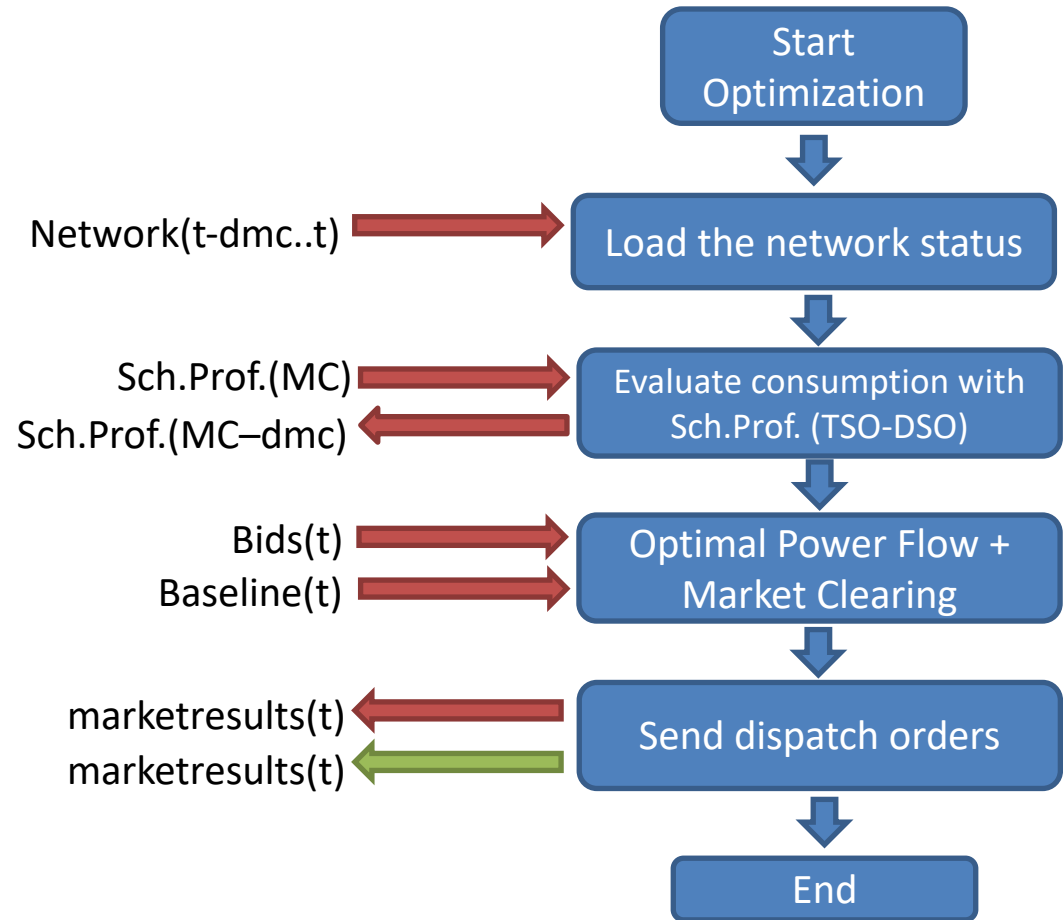 Start
Optimization
Network(t-dmc..t)
Load the network status
Sch.Prof.(MC)
Sch.Prof.(MC–dmc)
Evaluate consumption with
Sch.Prof. (TSO-DSO)
Bids(t)
Baseline(t)
Optimal Power Flow +
Market Clearing
marketresults(t)
marketresults(t)
Send dispatch orders
End